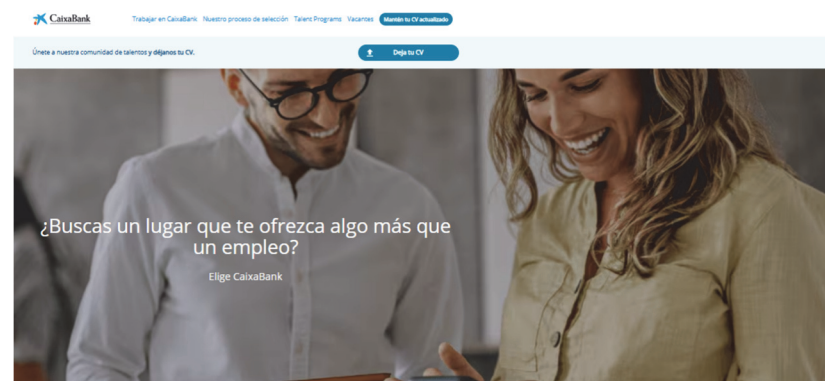 CaixaBank
Trabajar en CaixaBank Nuestro proceso de selección Talent Programs Vacantes Mantén tu CV actualizado
Únete a nuestra comunidad de talentos y déjanos tu CV. Deja tu CV
¿Buscas un lugar que te ofrezca algo más que
un empleo?
Elige CaixaBank